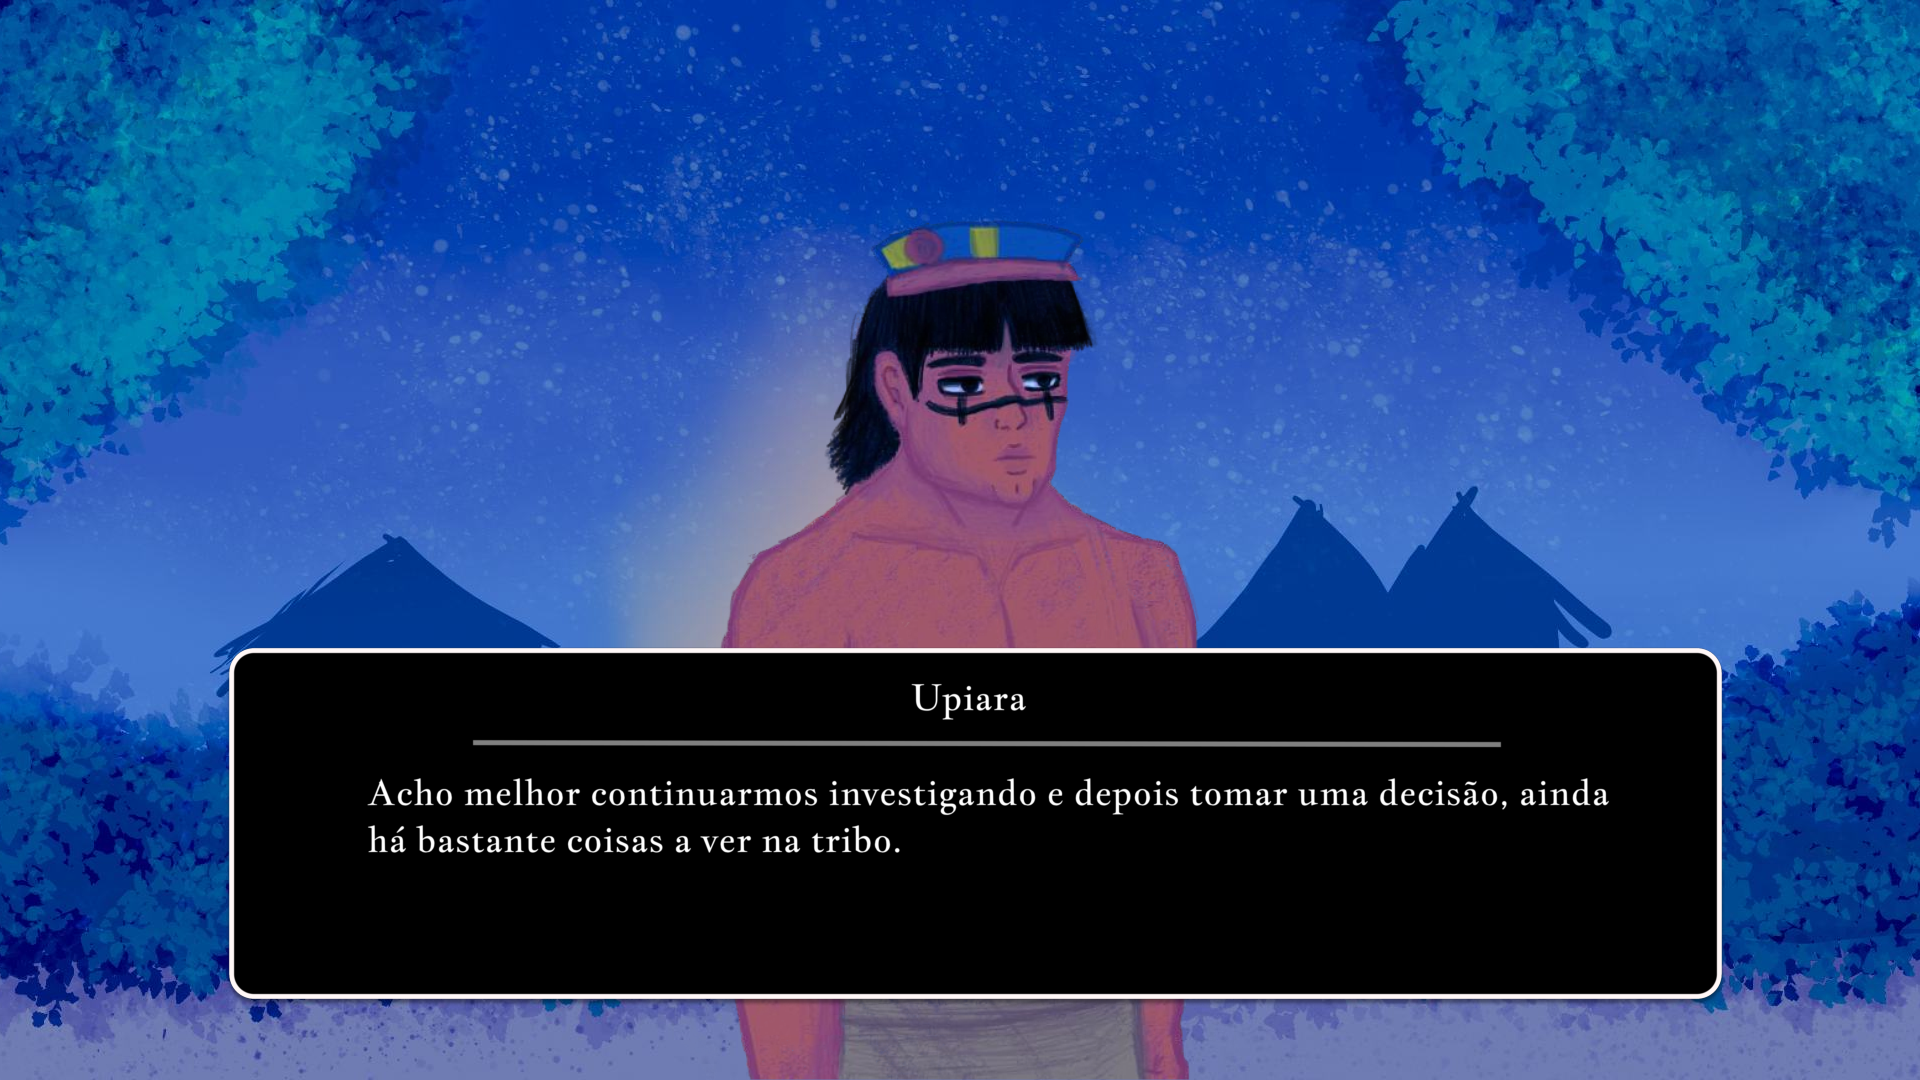 Upiara
Acho melhor continuarmos investigando e depois tomar uma decisão, ainda
há bastante coisas a ver na tribo.